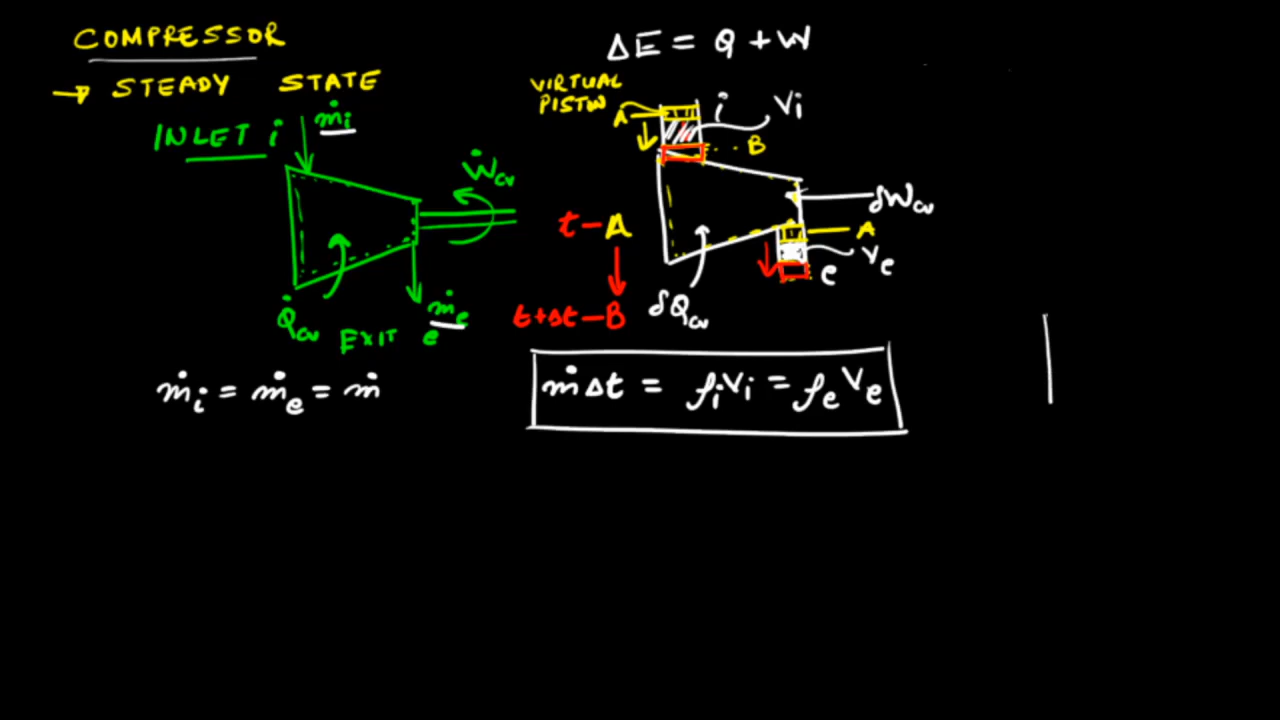 COMPRESSOR
→ STEADY STATE
INLET i
ṁi
Ẇcv
Q̇cv
EXIT e
ṁe
ṁi = ṁe = ṁ
ΔE = Q + W
VIRTUAL
PISTON
A
i
Vi
B
δWcv
A
Ve
e
δQcv
t - A
t+Δt - B
ṁΔt = ρiVi = ρeVe